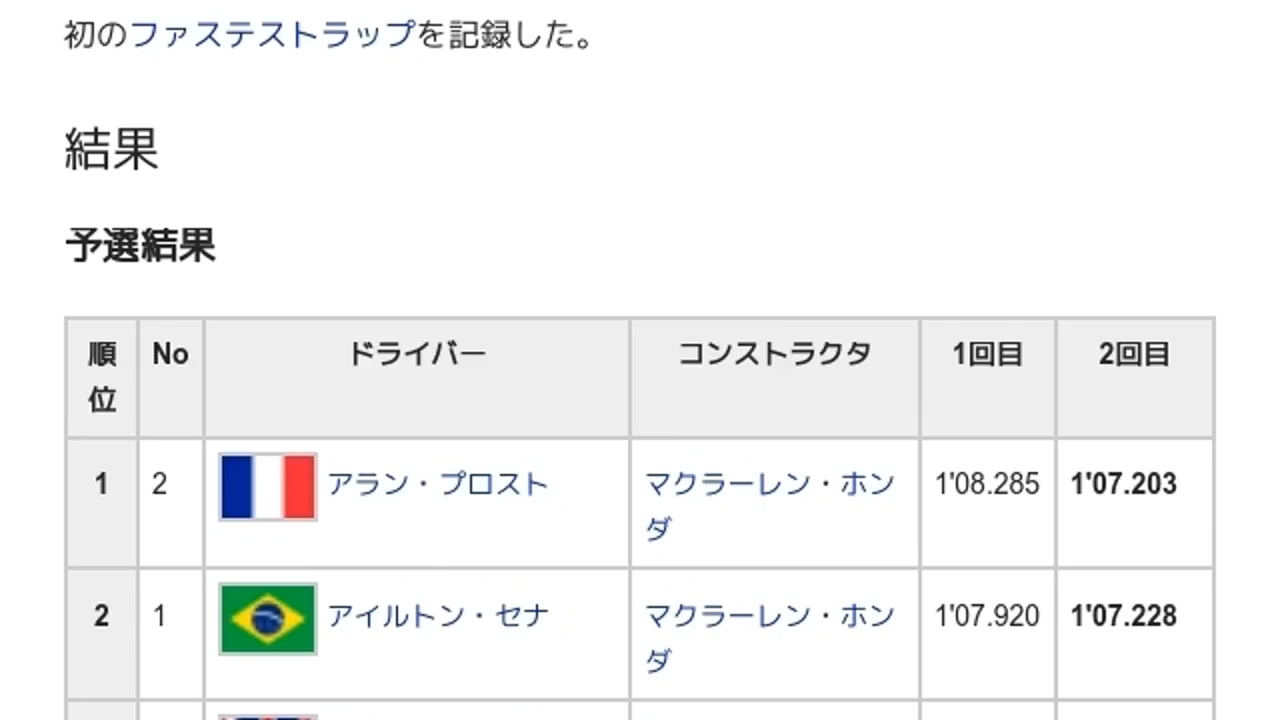 初のファステストラップを記録した。
結果
予選結果
順位 No ドライバー コンストラクタ 1回目 2回目
1 2 アラン・プロスト マクラーレン・ホンダ 1'08.285 1'07.203
2 1 アイルトン・セナ マクラーレン・ホンダ 1'07.920 1'07.228